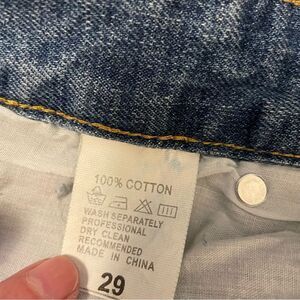 100% COTTON
WASH SEPARATELY
PROFESSIONAL
DRY CLEAN
RECOMMENDED
MADE IN CHINA
29